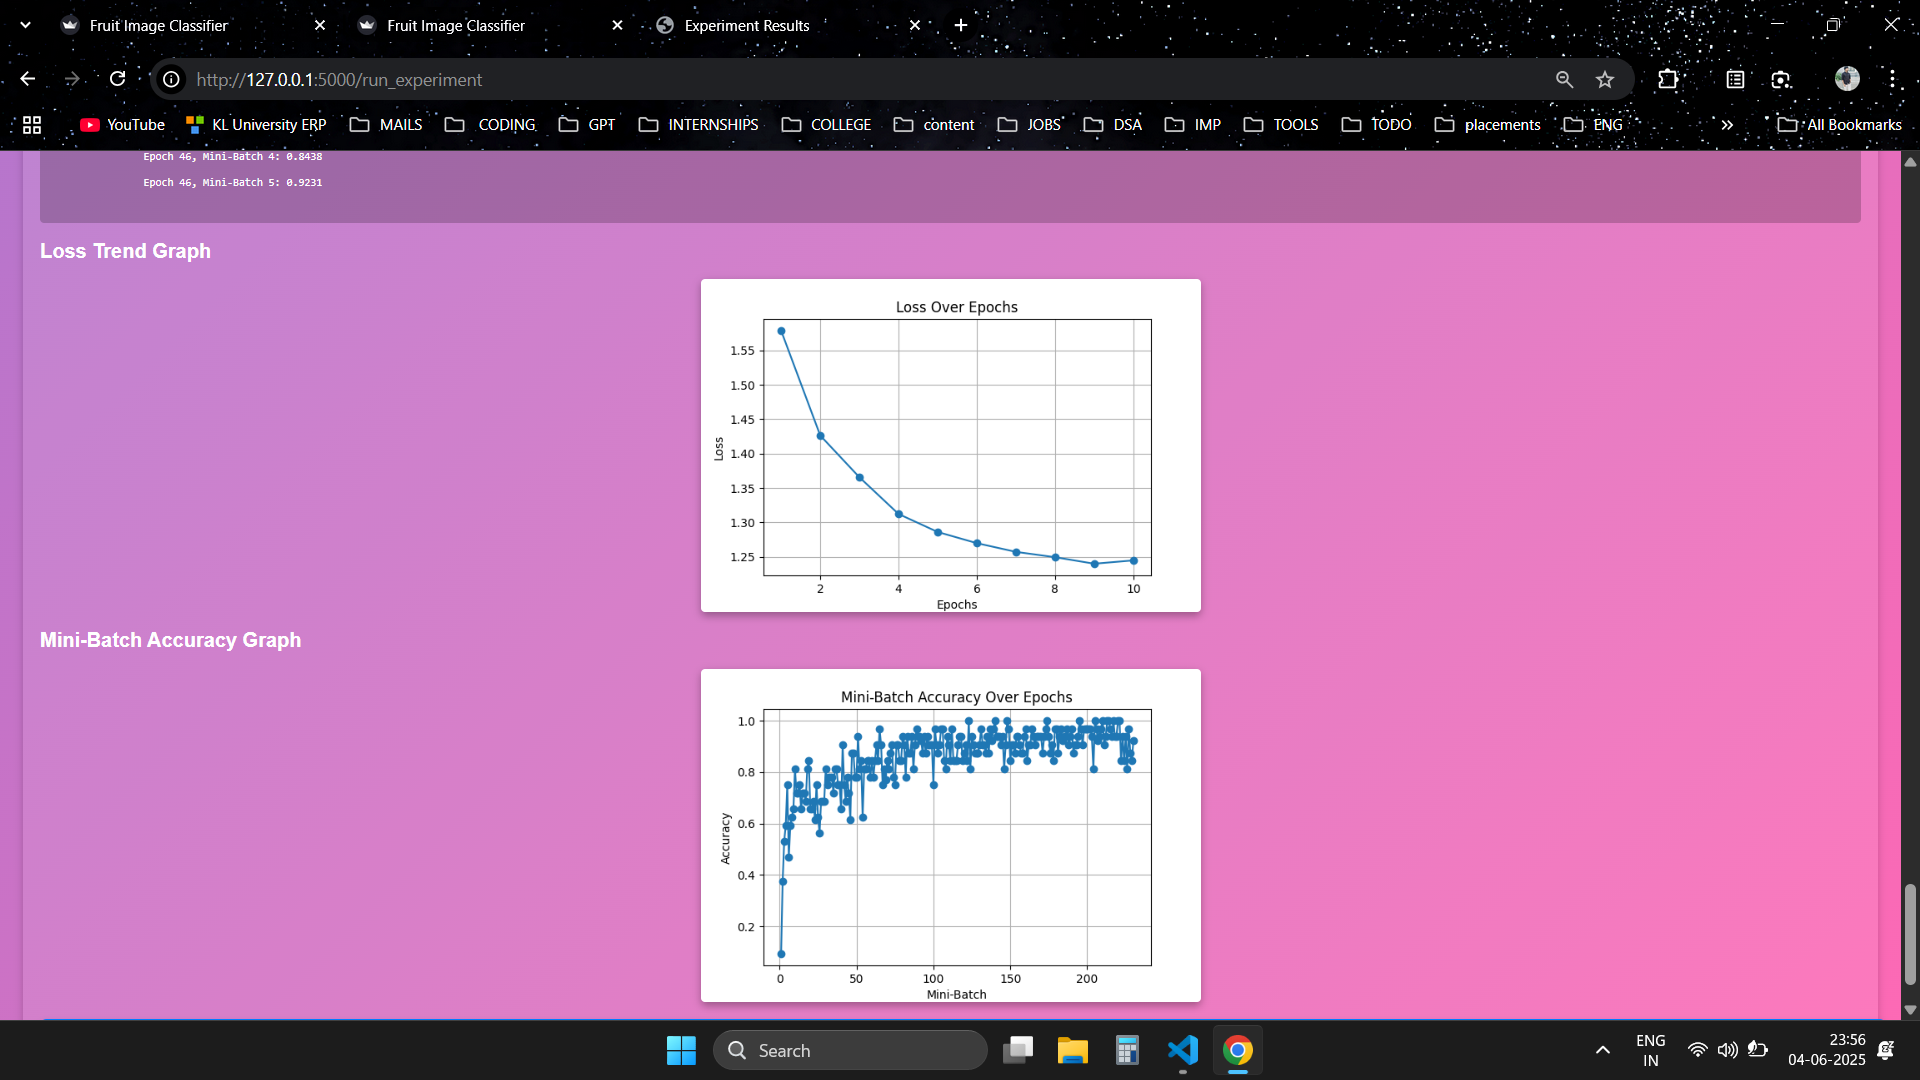 Fruit Image Classifier
Fruit Image Classifier
Experiment Results
http://127.0.0.1:5000/run_experiment
YouTube
KL University ERP
MAILS
CODING
GPT
INTERNSHIPS
COLLEGE
content
JOBS
DSA
IMP
TOOLS
TODO
placements
ENG
All Bookmarks
Epoch 46, Mini-Batch 4: 0.8438
Epoch 46, Mini-Batch 5: 0.9231
Loss Trend Graph
Loss Over Epochs
1.55
1.50
1.45
1.40
1.35
1.30
1.25
Loss
2 4 6 8 10
Epochs
Mini-Batch Accuracy Graph
Mini-Batch Accuracy Over Epochs
1.0
0.8
0.6
0.4
0.2
Accuracy
0 50 100 150 200
Mini-Batch
Search
ENG
IN
23:56
04-06-2025